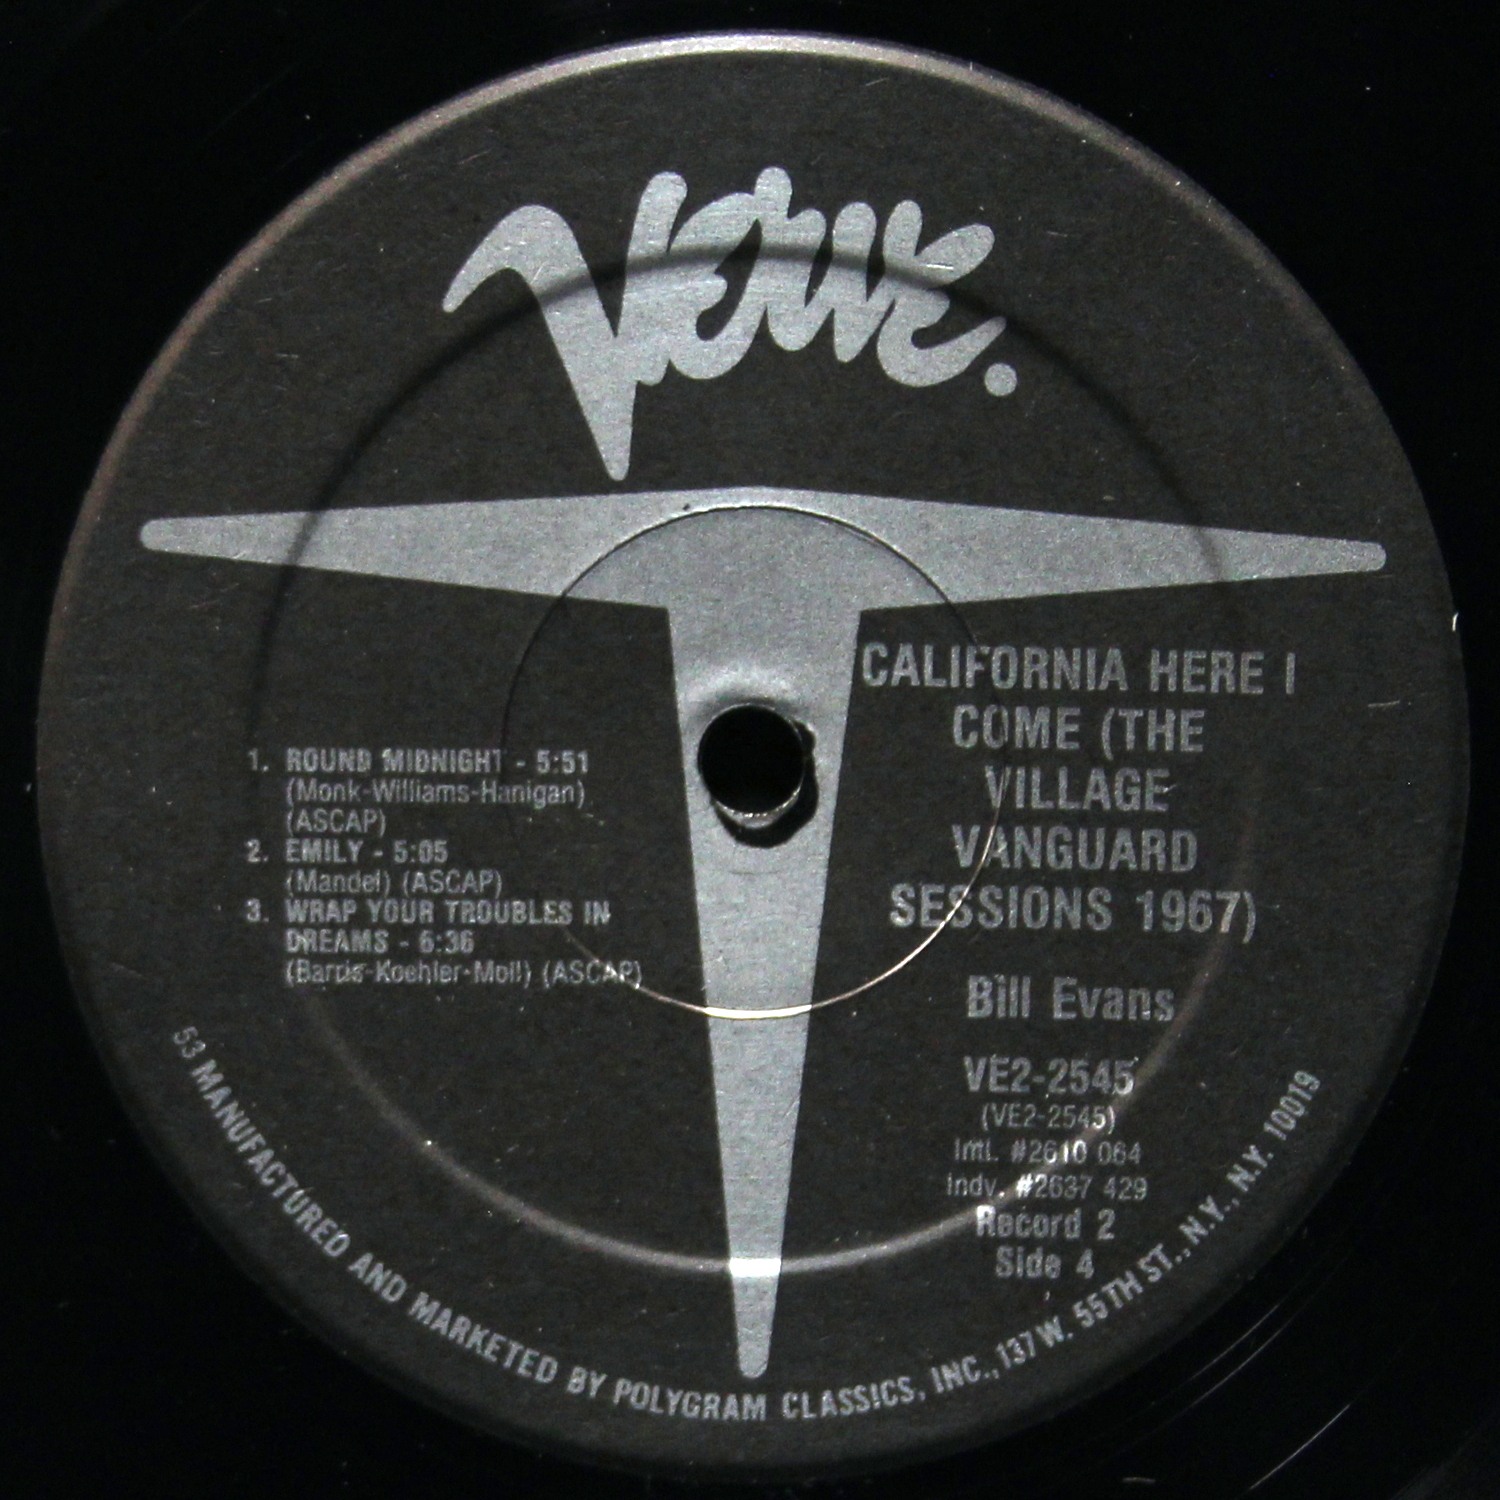 Verve.
1. ROUND MIDNIGHT - 5:51
(Monk-Williams-Hanigan)
(ASCAP)
2. EMILY - 5:05
(Mandel) (ASCAP)
3. WRAP YOUR TROUBLES IN
DREAMS - 6:36
(Barris-Koehler-Moll) (ASCAP)
CALIFORNIA HERE I
COME (THE
VILLAGE
VANGUARD
SESSIONS 1967)
Bill Evans
VE2-2545
(VE2-2545)
Intl. #2610 064
Indv. #2637 429
Record 2
Side 4
53 MANUFACTURED AND MARKETED BY POLYGRAM CLASSICS, INC., 137 W. 55TH ST., N.Y., N.Y. 10019